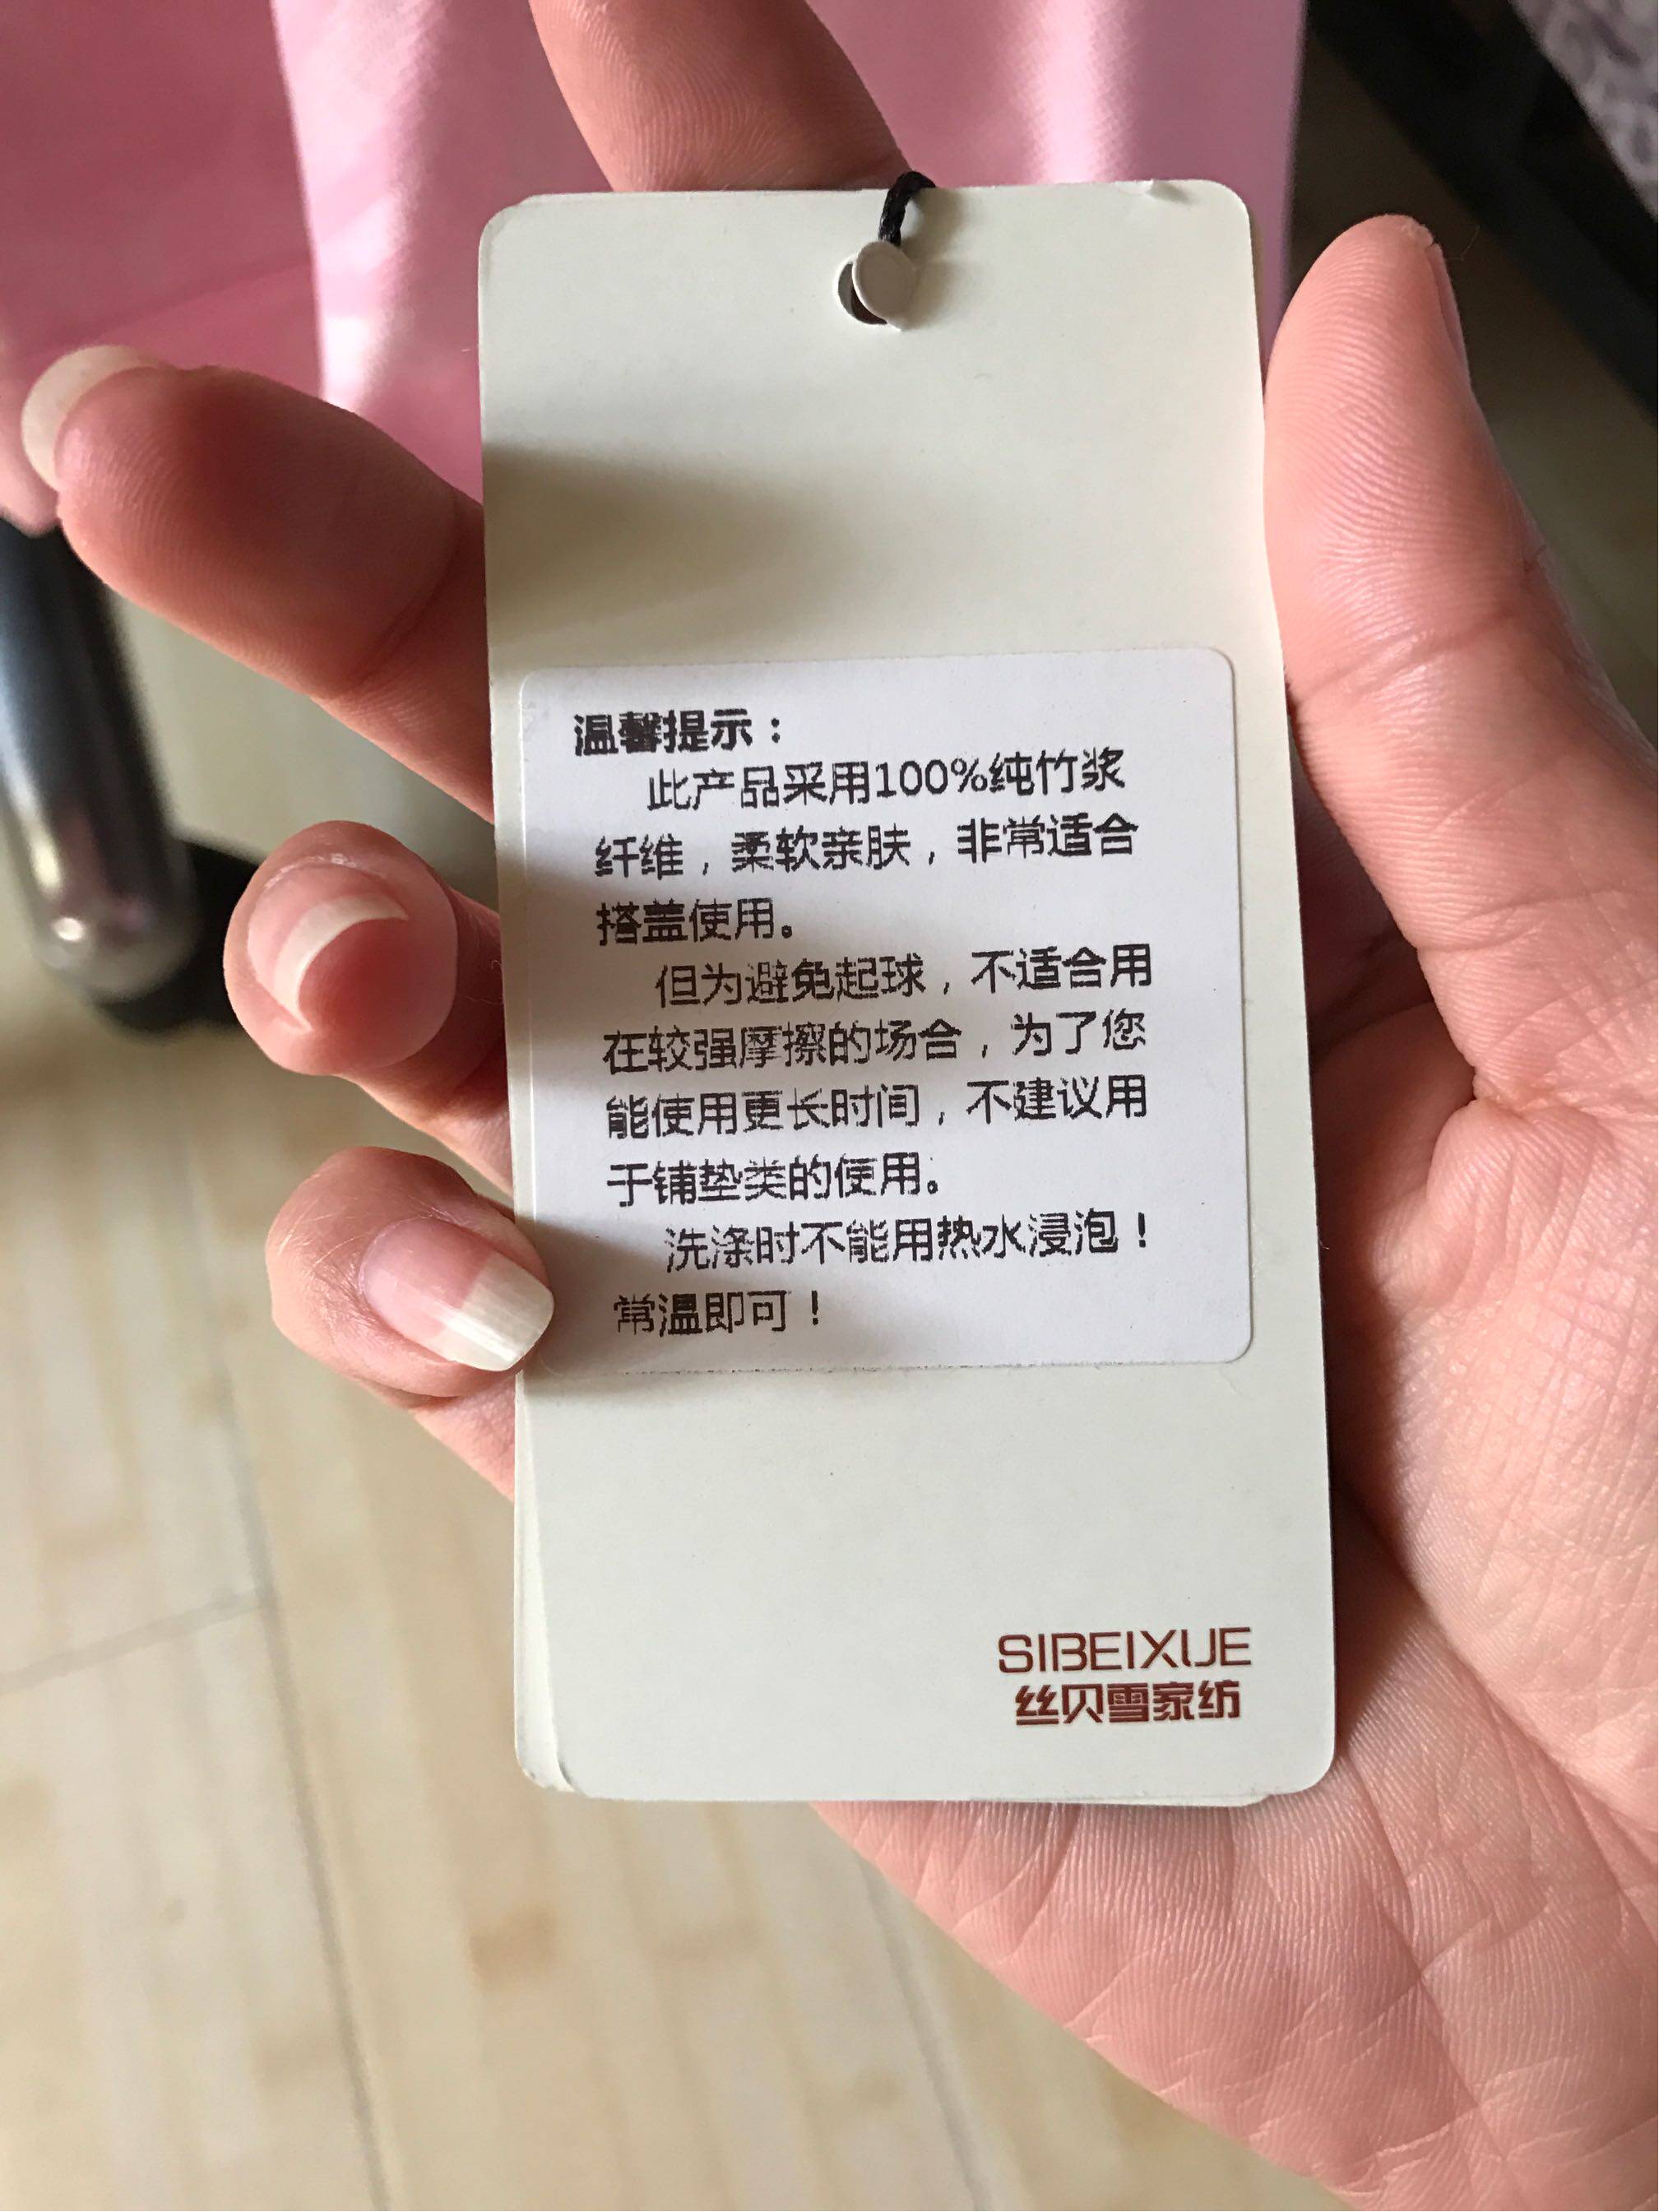 温馨提示：
此产品采用100%纯竹浆
纤维，柔软亲肤，非常适合
搭盖使用。
但为避免起球，不适合用
在较强摩擦的场合，为了您
能使用更长时间，不建议用
于铺垫类的使用。
洗涤时不能用热水浸泡！
常温即可！
SIBEIXUE
丝贝雪家纺